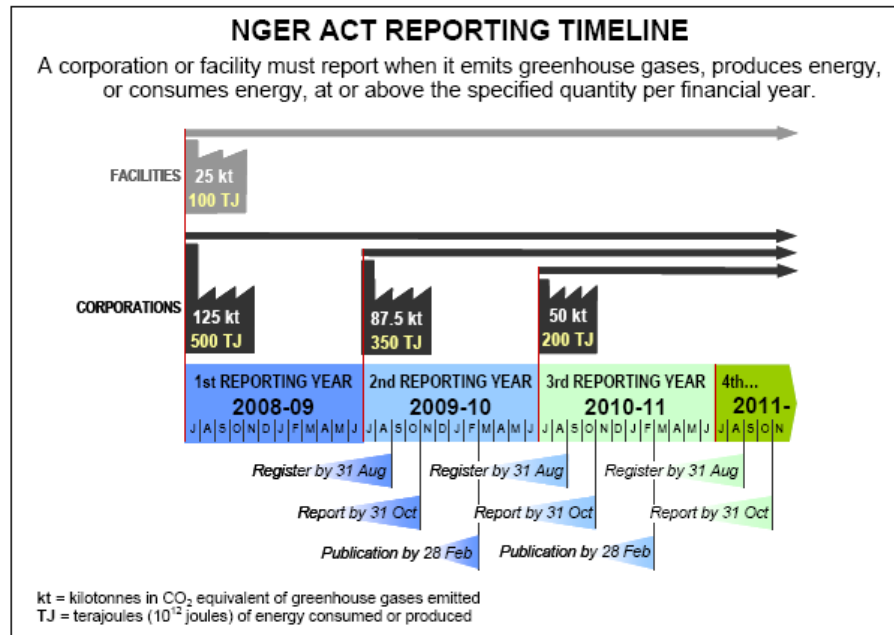 NGER ACT REPORTING TIMELINE
A corporation or facility must report when it emits greenhouse gases, produces energy,
or consumes energy, at or above the specified quantity per financial year.
FACILITIES
25 kt
100 TJ
CORPORATIONS
125 kt
500 TJ
87.5 kt
350 TJ
50 kt
200 TJ
1st REPORTING YEAR
2008-09
J A S O N D J F M A M J
2nd REPORTING YEAR
2009-10
J A S O N D J F M A M J
3rd REPORTING YEAR
2010-11
J A S O N D J F M A M J
4th...
2011-
J A S O N
Register by 31 Aug
Register by 31 Aug
Register by 31 Aug
Report by 31 Oct
Report by 31 Oct
Report by 31 Oct
Publication by 28 Feb
Publication by 28 Feb
kt = kilotonnes in CO₂ equivalent of greenhouse gases emitted
TJ = terajoules (10¹² joules) of energy consumed or produced